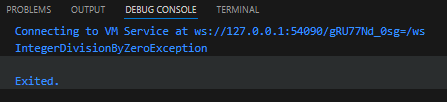 PROBLEMS OUTPUT DEBUG CONSOLE TERMINAL
Connecting to VM Service at ws://127.0.0.1:54090/gRU77Nd_0sg=/ws
IntegerDivisionByZeroException
Exited.